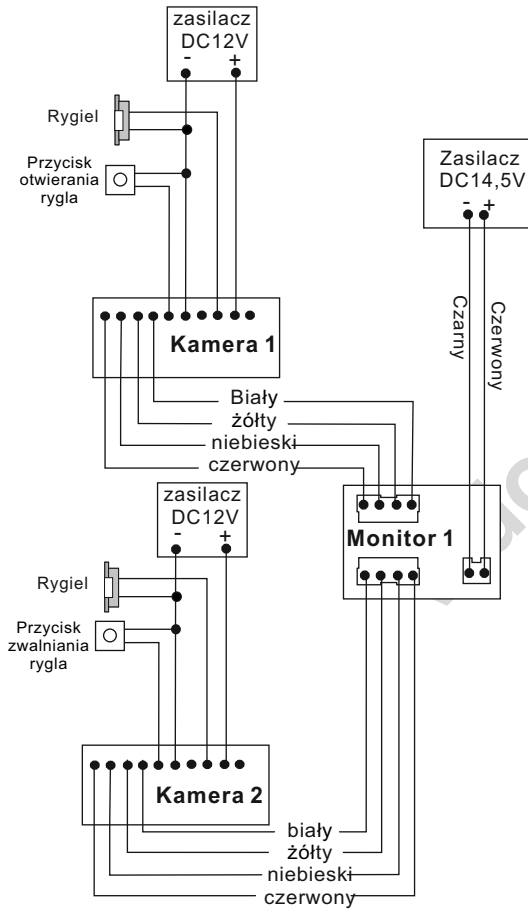 zasilacz
DC12V
- +
Rygiel
Przycisk
otwierania
rygla
Zasilacz
DC14,5V
- +
Czarny
Czerwony
Kamera 1
Biały
żółty
niebieski
czerwony
zasilacz
DC12V
- +
Monitor 1
Rygiel
Przycisk
zwalniania
rygla
Kamera 2
biały
żółty
niebieski
czerwony